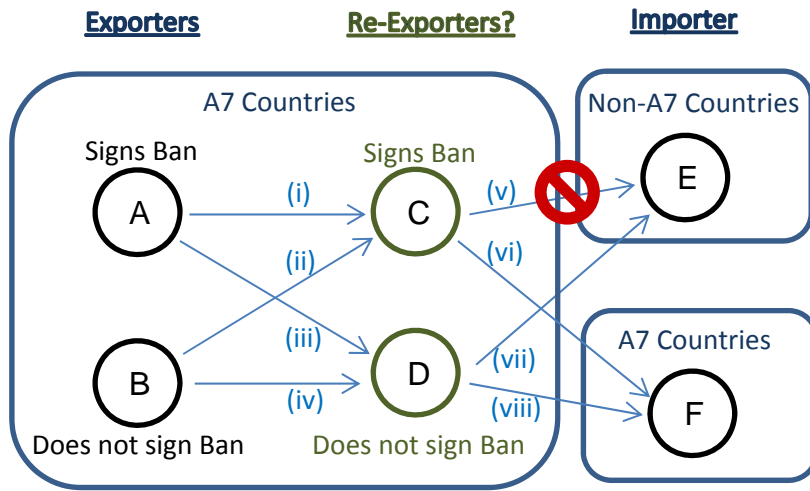 Exporters
Re-Exporters?
Importer
A7 Countries
Non-A7 Countries
Signs Ban
Signs Ban
A
(i)
C
(v)
E
(ii)
(vi)
(iii)
(vii)
A7 Countries
B
(iv)
D
(viii)
F
Does not sign Ban
Does not sign Ban